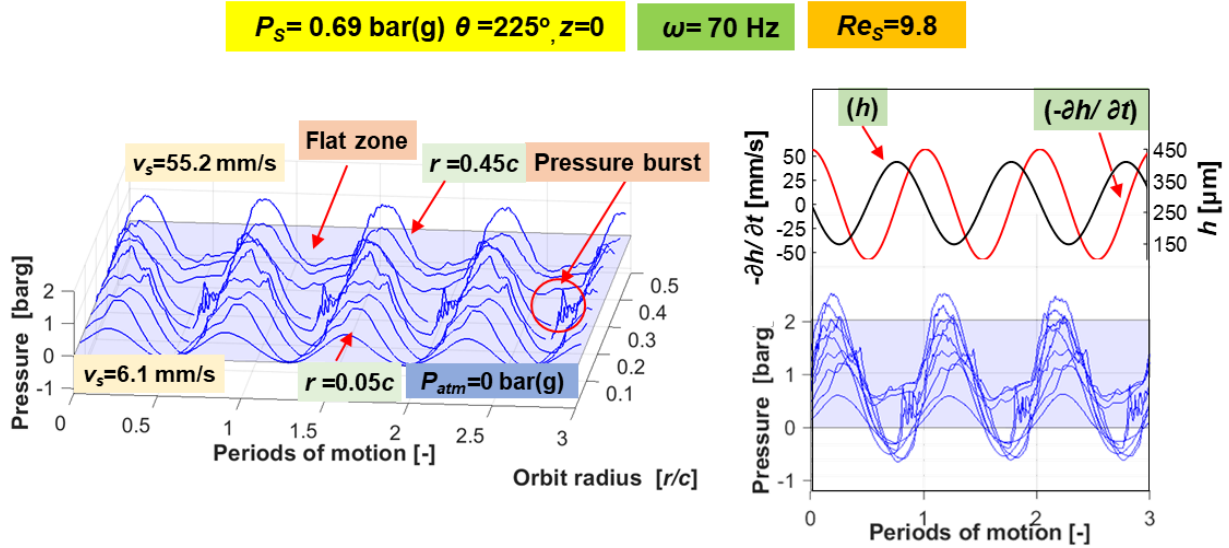 P_S= 0.69 bar(g) θ =225°, z=0
ω= 70 Hz
Re_S=9.8
v_s=55.2 mm/s
Flat zone
r =0.45c
Pressure burst
Pressure [barg]
2
1
0
-1
v_s=6.1 mm/s
r =0.05c
P_atm=0 bar(g)
0
0.5
1
1.5
2
2.5
3
Periods of motion [-]
0.5
0.4
0.3
0.2
0.1
Orbit radius [r/c]
(h)
(-∂h/ ∂t)
-∂h/ ∂t [mm/s]
50
25
0
-25
-50
450
350
250
150
h [µm]
Pressure [barg]
2
1
0
-1
0
1
2
3
Periods of motion [-]